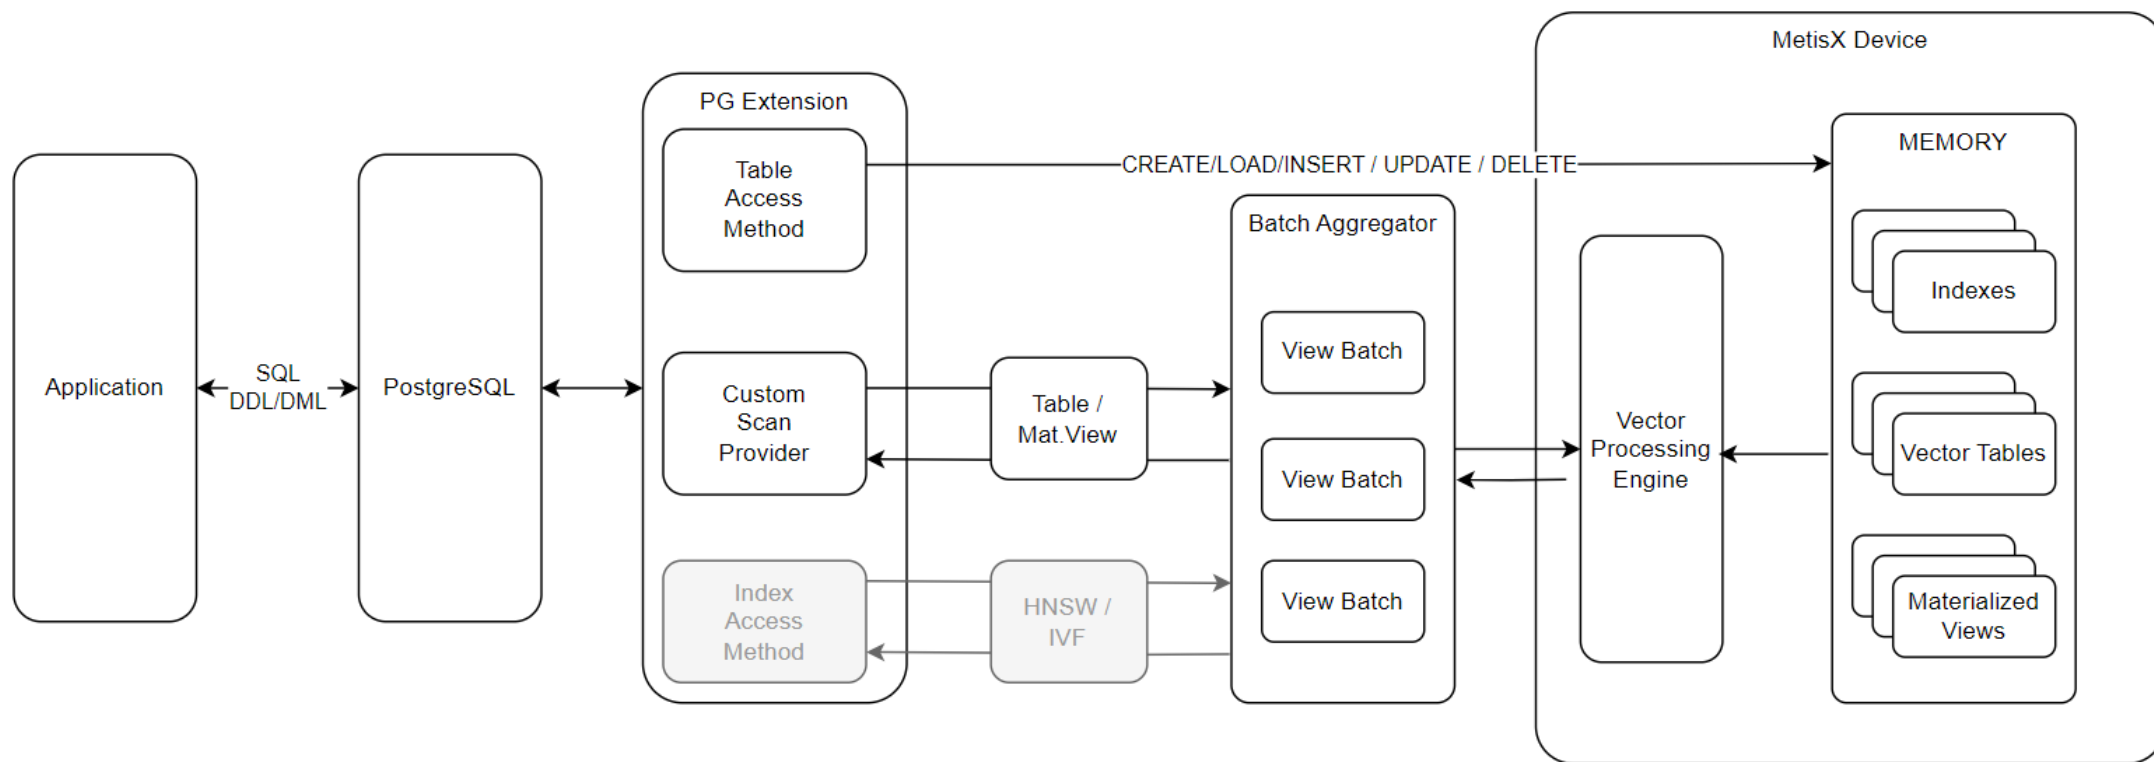 MetisX Device
PG Extension
Table
Access
Method
CREATE/LOAD/INSERT / UPDATE / DELETE
MEMORY
Batch Aggregator
Indexes
View Batch
Application
SQL
DDL/DML
PostgreSQL
Custom
Scan
Provider
Table /
Mat.View
Vector
Processing
Engine
Vector Tables
View Batch
Index
Access
Method
HNSW /
IVF
View Batch
Materialized
Views